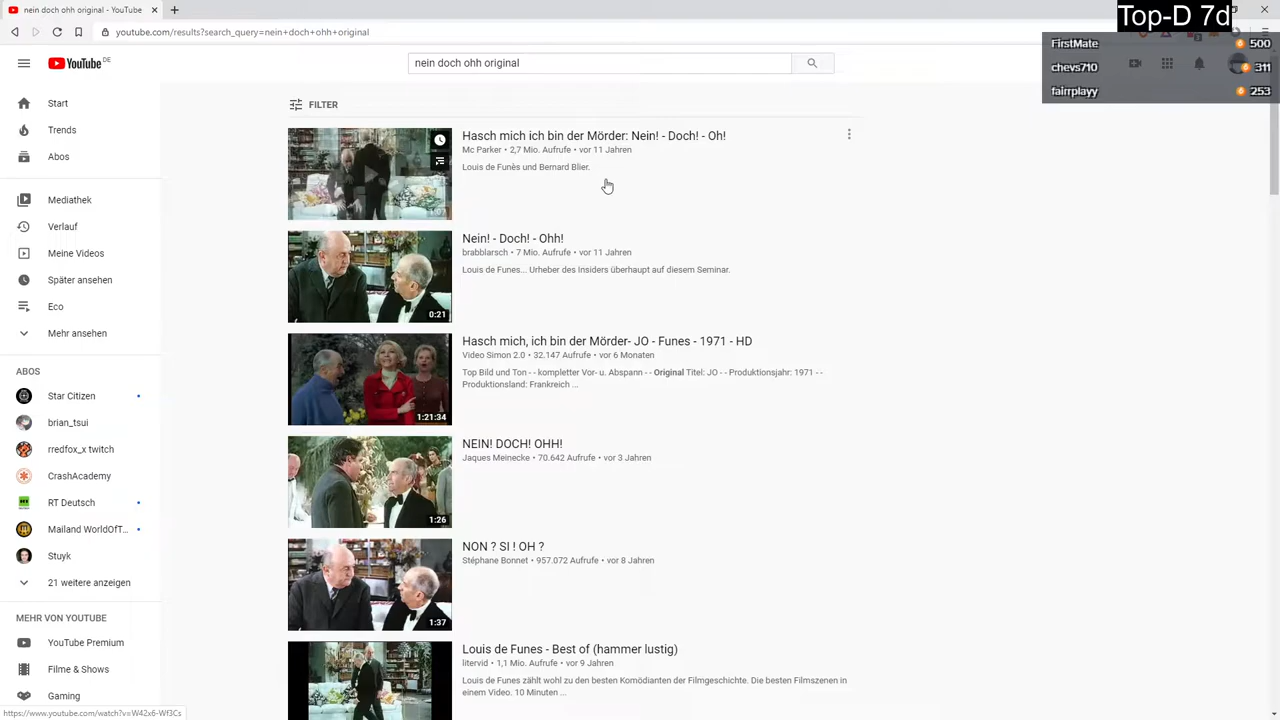 nein doch ohh original - YouTube
Top-D 7d
youtube.com/results?search_query=nein+doch+ohh+original
FirstMate 500
chevs710 311
fairrplayy 253
YouTube DE
nein doch ohh original
Start
Trends
Abos
Mediathek
Verlauf
Meine Videos
Später ansehen
Eco
Mehr ansehen
ABOS
Star Citizen
brian_tsui
rredfox_x twitch
CrashAcademy
RT Deutsch
Mailand WorldOfT...
Stuyk
21 weitere anzeigen
MEHR VON YOUTUBE
YouTube Premium
Filme & Shows
Gaming
https://www.youtube.com/watch?v=W42x6-Wf3Cs
FILTER
Hasch mich ich bin der Mörder: Nein! - Doch! - Oh!
Mc Parker • 2,7 Mio. Aufrufe • vor 11 Jahren
Louis de Funès und Bernard Blier.
Nein! - Doch! - Ohh!
brabblarsch • 7 Mio. Aufrufe • vor 11 Jahren
Louis de Funes... Urheber des Insiders überhaupt auf diesem Seminar.
0:21
Hasch mich, ich bin der Mörder- JO - Funes - 1971 - HD
Video Simon 2.0 • 32.147 Aufrufe • vor 6 Monaten
Top Bild und Ton - - kompletter Vor- u. Abspann - - Original Titel: JO - - Produktionsjahr: 1971 - -
Produktionsland: Frankreich ...
1:21:34
NEIN! DOCH! OHH!
Jaques Meinecke • 70.642 Aufrufe • vor 3 Jahren
1:26
NON ? SI ! OH ?
Stéphane Bonnet • 957.072 Aufrufe • vor 8 Jahren
1:37
Louis de Funes - Best of (hammer lustig)
litervid • 1,1 Mio. Aufrufe • vor 9 Jahren
Louis de Funes zählt wohl zu den besten Komödianten der Filmgeschichte. Die besten Filmszenen in
einem Video. 10 Minuten ...